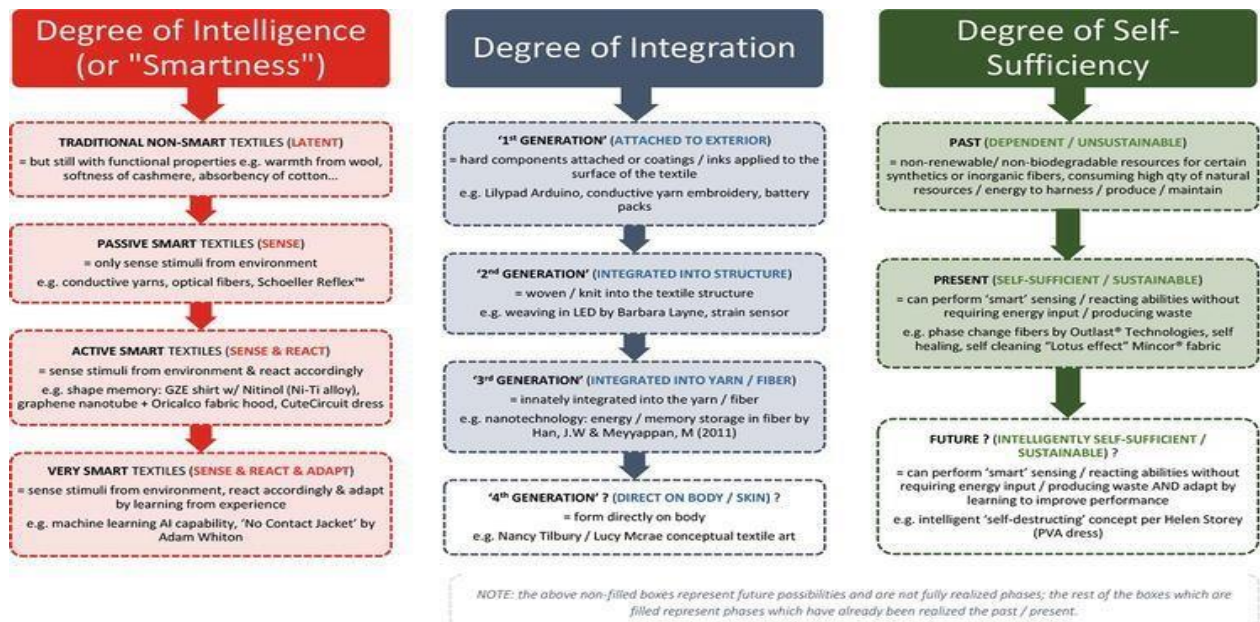 Degree of Intelligence
(or "Smartness")
TRADITIONAL NON-SMART TEXTILES (LATENT)
= but still with functional properties e.g. warmth from wool,
softness of cashmere, absorbency of cotton...
PASSIVE SMART TEXTILES (SENSE)
= only sense stimuli from environment
e.g. conductive yarns, optical fibers, Schoeller Reflex™
ACTIVE SMART TEXTILES (SENSE & REACT)
= sense stimuli from environment & react accordingly
e.g. shape memory: GZE shirt w/ Nitinol (Ni-Ti alloy),
graphene nanotube + Oricalco fabric hood, CuteCircuit dress
VERY SMART TEXTILES (SENSE & REACT & ADAPT)
= sense stimuli from environment, react accordingly & adapt
by learning from experience
e.g. machine learning AI capability, 'No Contact Jacket' by
Adam Whiton
Degree of Integration
'1st GENERATION' (ATTACHED TO EXTERIOR)
= hard components attached or coatings / inks applied to the
surface of the textile
e.g. Lilypad Arduino, conductive yarn embroidery, battery
packs
'2nd GENERATION' (INTEGRATED INTO STRUCTURE)
= woven / knit into the textile structure
e.g. weaving in LED by Barbara Layne, strain sensor
'3rd GENERATION' (INTEGRATED INTO YARN / FIBER)
= innately integrated into the yarn / fiber
e.g. nanotechnology: energy / memory storage in fiber by
Han, J.W & Meyyappan, M (2011)
'4th GENERATION' ? (DIRECT ON BODY / SKIN) ?
= form directly on body
e.g. Nancy Tilbury / Lucy Mcrae conceptual textile art
Degree of Self-
Sufficiency
PAST (DEPENDENT / UNSUSTAINABLE)
= non-renewable/ non-biodegradable resources for certain
synthetics or inorganic fibers, consuming high qty of natural
resources / energy to harness / produce / maintain
PRESENT (SELF-SUFFICIENT / SUSTAINABLE)
= can perform 'smart' sensing / reacting abilities without
requiring energy input / producing waste
e.g. phase change fibers by Outlast® Technologies, self
healing, self cleaning "Lotus effect" Mincor® fabric
FUTURE ? (INTELLIGENTLY SELF-SUFFICIENT /
SUSTAINABLE) ?
= can perform 'smart' sensing / reacting abilities without
requiring energy input / producing waste AND adapt by
learning to improve performance
e.g. intelligent 'self-destructing' concept per Helen Storey
(PVA dress)
NOTE: the above non-filled boxes represent future possibilities and are not fully realized phases; the rest of the boxes which are
filled represent phases which have already been realized the past / present.